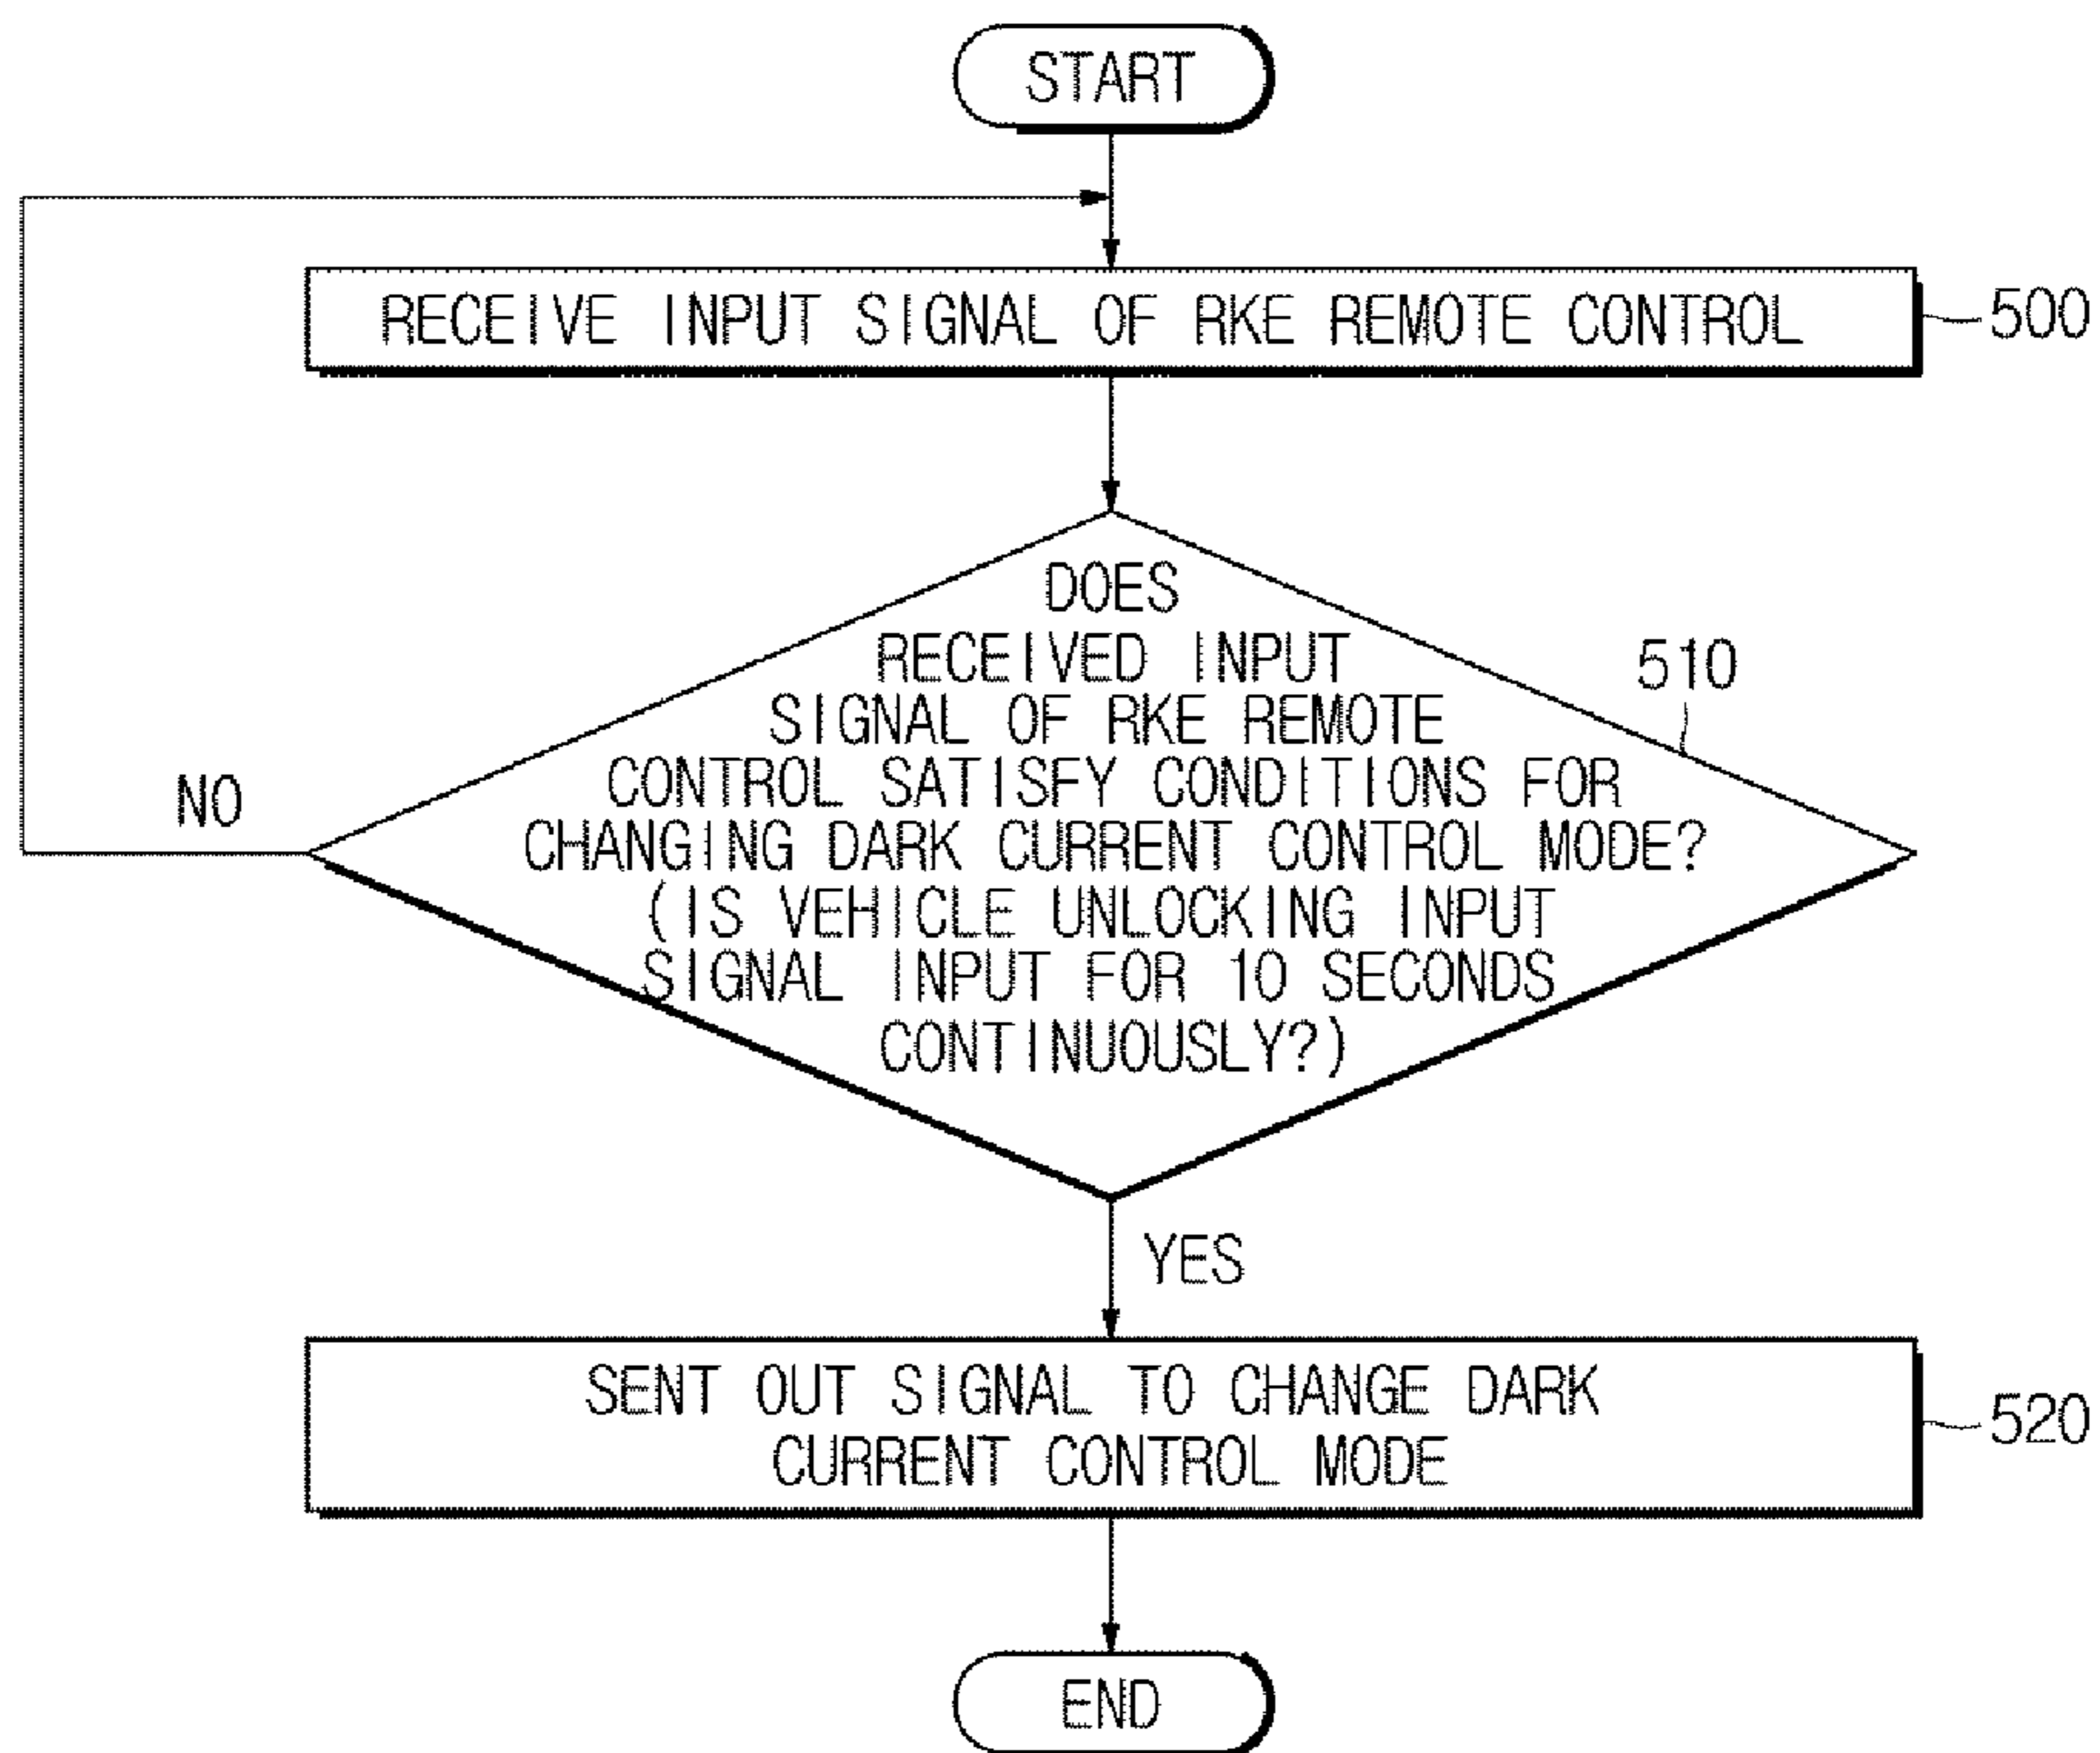 START
RECEIVE INPUT SIGNAL OF RKE REMOTE CONTROL
500
DOES
RECEIVED INPUT
SIGNAL OF RKE REMOTE
CONTROL SATISFY CONDITIONS FOR
CHANGING DARK CURRENT CONTROL MODE?
(IS VEHICLE UNLOCKING INPUT
SIGNAL INPUT FOR 10 SECONDS
CONTINUOUSLY?)
510
NO
YES
SENT OUT SIGNAL TO CHANGE DARK
CURRENT CONTROL MODE
520
END